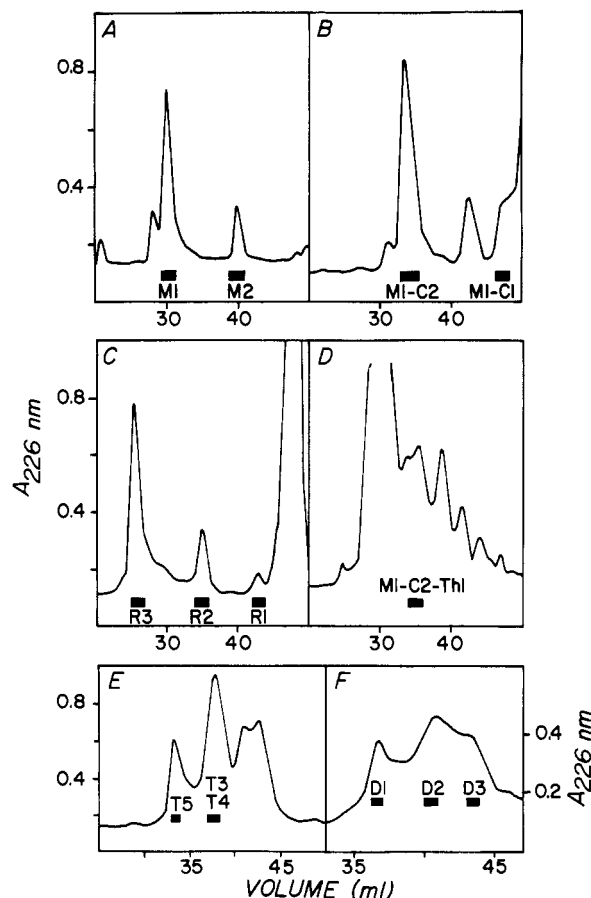 A
B
0.8
0.4
M1
M2
M1-C2
M1-C1
30
40
30
40
C
D
A226 nm
0.8
0.4
M1-C2-Th1
R3
R2
R1
30
40
30
40
E
F
0.8
0.4
0.4
0.2
A226 nm
T3
T5
T4
D1
D2
D3
35
45
35
45
VOLUME (ml)